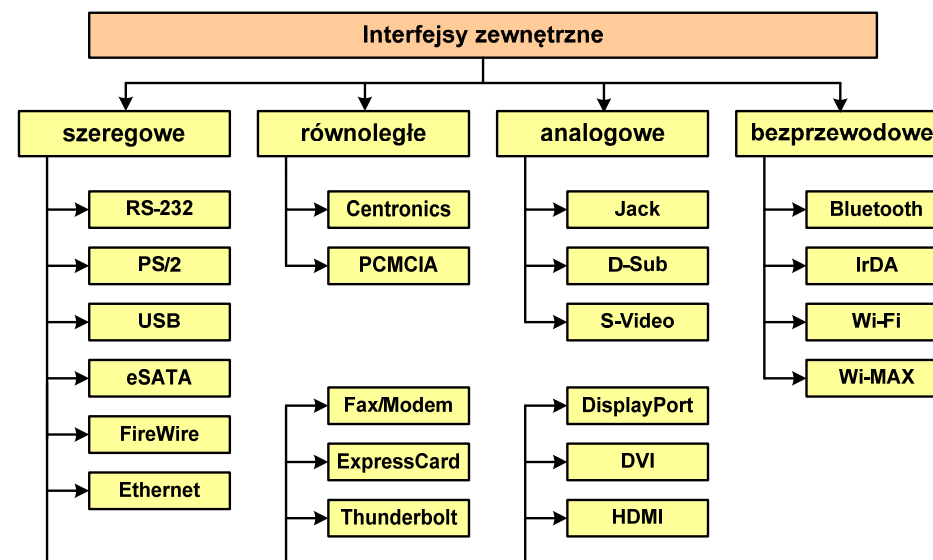 Interfejsy zewnętrzne
szeregowe
równoległe
analogowe
bezprzewodowe
RS-232
PS/2
USB
eSATA
FireWire
Ethernet
Centronics
PCMCIA
Fax/Modem
ExpressCard
Thunderbolt
Jack
D-Sub
S-Video
DisplayPort
DVI
HDMI
Bluetooth
IrDA
Wi-Fi
Wi-MAX